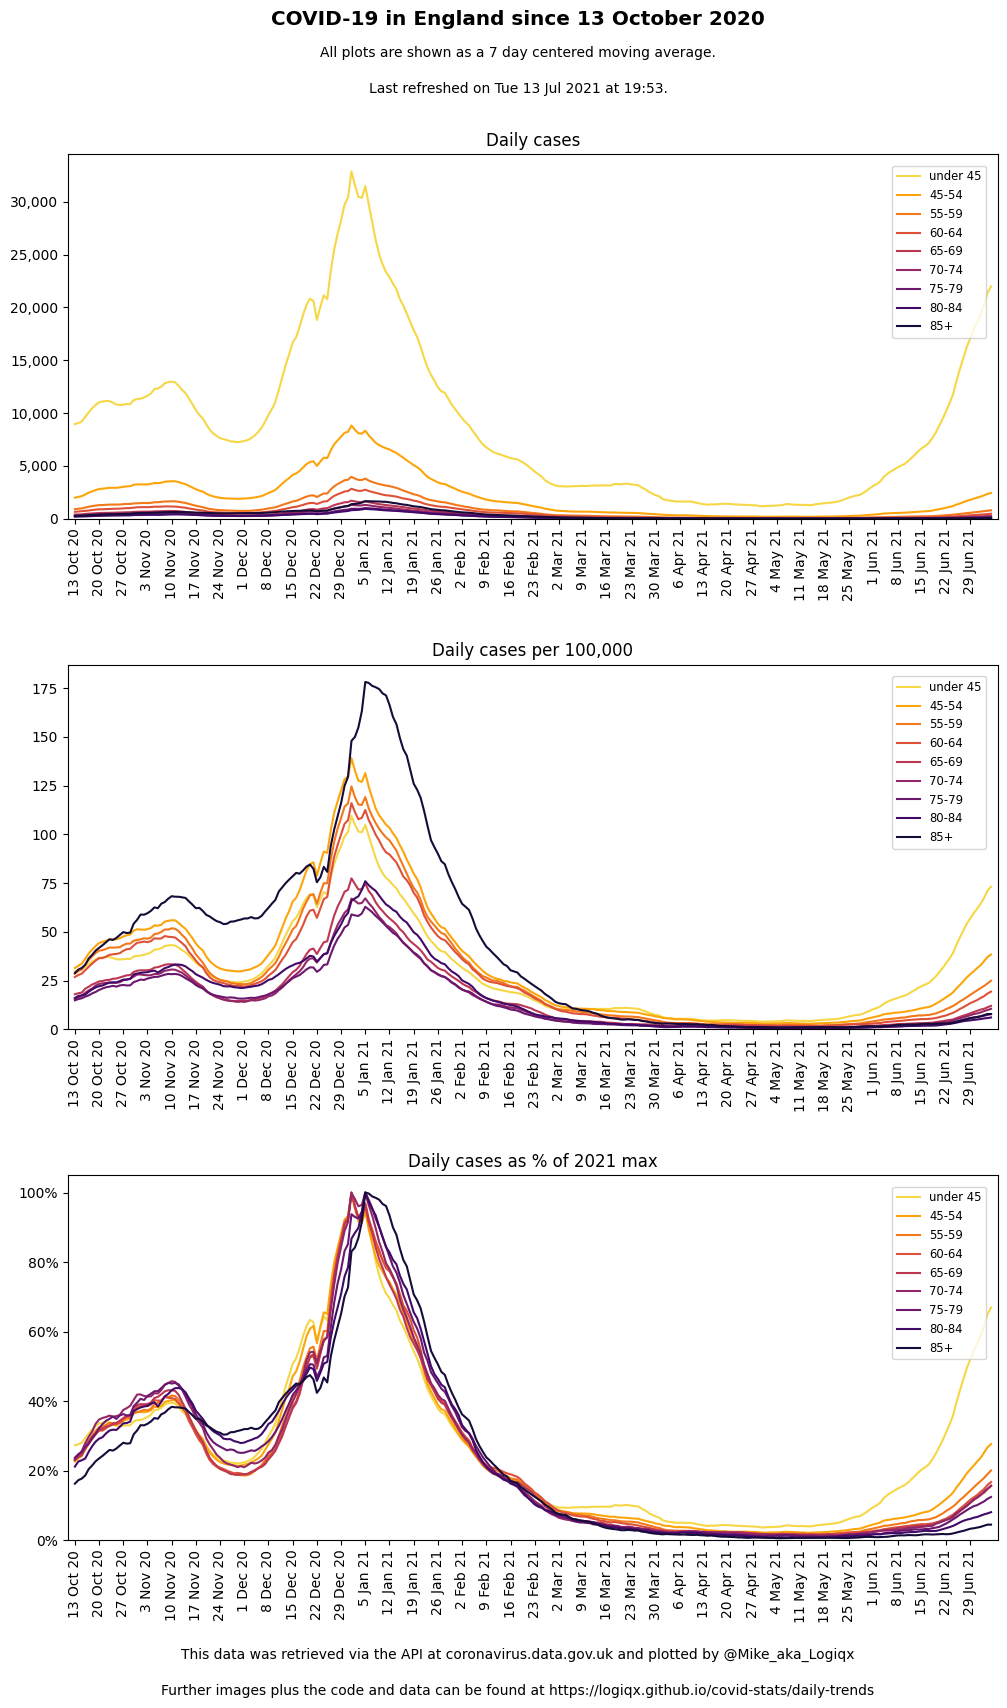 COVID-19 in England since 13 October 2020
All plots are shown as a 7 day centered moving average.
Last refreshed on Tue 13 Jul 2021 at 19:53.
Daily cases
30,000
25,000
20,000
15,000
10,000
5,000
0
under 45
45-54
55-59
60-64
65-69
70-74
75-79
80-84
85+
13 Oct 20
20 Oct 20
27 Oct 20
3 Nov 20
10 Nov 20
17 Nov 20
24 Nov 20
1 Dec 20
8 Dec 20
15 Dec 20
22 Dec 20
29 Dec 20
5 Jan 21
12 Jan 21
19 Jan 21
26 Jan 21
2 Feb 21
9 Feb 21
16 Feb 21
23 Feb 21
2 Mar 21
9 Mar 21
16 Mar 21
23 Mar 21
30 Mar 21
6 Apr 21
13 Apr 21
20 Apr 21
27 Apr 21
4 May 21
11 May 21
18 May 21
25 May 21
1 Jun 21
8 Jun 21
15 Jun 21
22 Jun 21
29 Jun 21
Daily cases per 100,000
175
150
125
100
75
50
25
0
under 45
45-54
55-59
60-64
65-69
70-74
75-79
80-84
85+
13 Oct 20
20 Oct 20
27 Oct 20
3 Nov 20
10 Nov 20
17 Nov 20
24 Nov 20
1 Dec 20
8 Dec 20
15 Dec 20
22 Dec 20
29 Dec 20
5 Jan 21
12 Jan 21
19 Jan 21
26 Jan 21
2 Feb 21
9 Feb 21
16 Feb 21
23 Feb 21
2 Mar 21
9 Mar 21
16 Mar 21
23 Mar 21
30 Mar 21
6 Apr 21
13 Apr 21
20 Apr 21
27 Apr 21
4 May 21
11 May 21
18 May 21
25 May 21
1 Jun 21
8 Jun 21
15 Jun 21
22 Jun 21
29 Jun 21
Daily cases as % of 2021 max
100%
80%
60%
40%
20%
0%
under 45
45-54
55-59
60-64
65-69
70-74
75-79
80-84
85+
13 Oct 20
20 Oct 20
27 Oct 20
3 Nov 20
10 Nov 20
17 Nov 20
24 Nov 20
1 Dec 20
8 Dec 20
15 Dec 20
22 Dec 20
29 Dec 20
5 Jan 21
12 Jan 21
19 Jan 21
26 Jan 21
2 Feb 21
9 Feb 21
16 Feb 21
23 Feb 21
2 Mar 21
9 Mar 21
16 Mar 21
23 Mar 21
30 Mar 21
6 Apr 21
13 Apr 21
20 Apr 21
27 Apr 21
4 May 21
11 May 21
18 May 21
25 May 21
1 Jun 21
8 Jun 21
15 Jun 21
22 Jun 21
29 Jun 21
This data was retrieved via the API at coronavirus.data.gov.uk and plotted by @Mike_aka_Logiqx
Further images plus the code and data can be found at https://logiqx.github.io/covid-stats/daily-trends